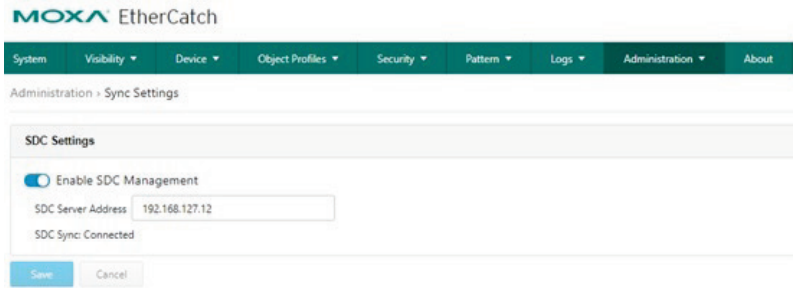 MOXA EtherCatch
System Visibility Device Object Profiles Security Pattern Logs Administration About
Administration › Sync Settings
SDC Settings
Enable SDC Management
SDC Server Address 192.168.127.12
SDC Sync: Connected
Save Cancel